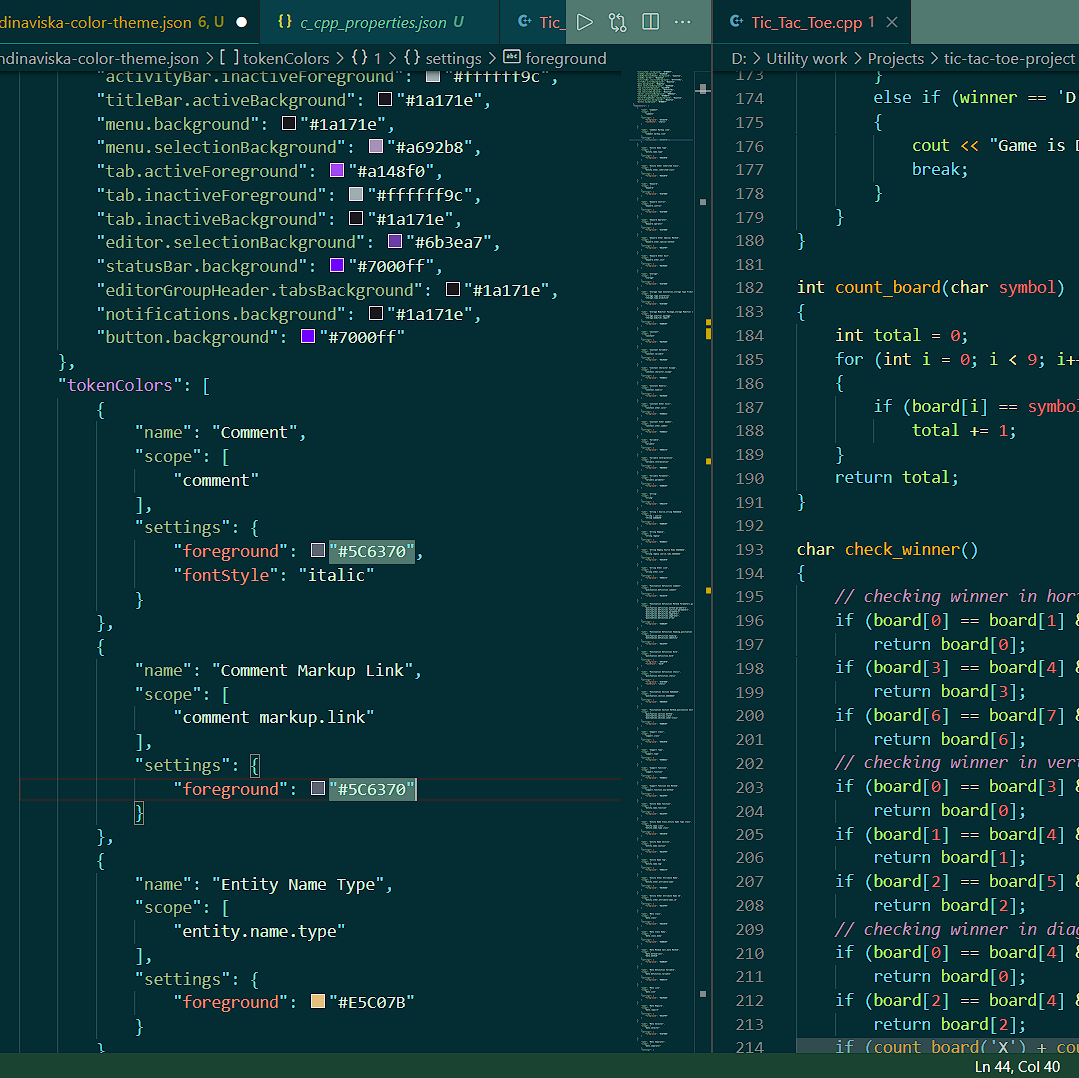 dinaviska-color-theme.json 6, U ●
{} c_cpp_properties.json U
Tic_
Tic_Tac_Toe.cpp 1 ×
ndinaviska-color-theme.json > [ ] tokenColors > {} 1 > {} settings > foreground
D: > Utility work > Projects > tic-tac-toe-project
"activityBar.inactiveForeground": "#ffffff9c",
"titleBar.activeBackground": "#1a171e",
"menu.background": "#1a171e",
"menu.selectionBackground": "#a692b8",
"tab.activeForeground": "#a148f0",
"tab.inactiveForeground": "#ffffff9c",
"tab.inactiveBackground": "#1a171e",
"editor.selectionBackground": "#6b3ea7",
"statusBar.background": "#7000ff",
"editorGroupHeader.tabsBackground": "#1a171e",
"notifications.background": "#1a171e",
"button.background": "#7000ff"
},
"tokenColors": [
{
"name": "Comment",
"scope": [
"comment"
],
"settings": {
"foreground": "#5C6370",
"fontStyle": "italic"
}
},
{
"name": "Comment Markup Link",
"scope": [
"comment markup.link"
],
"settings": {
"foreground": "#5C6370"
}
},
{
"name": "Entity Name Type",
"scope": [
"entity.name.type"
],
"settings": {
"foreground": "#E5C07B"
}
}
173 }
174 else if (winner == 'D
175 {
176 cout << "Game is D
177 break;
178 }
179 }
180 }
181
182 int count_board(char symbol)
183 {
184 int total = 0;
185 for (int i = 0; i < 9; i+
186 {
187 if (board[i] == symbol
188 total += 1;
189 }
190 return total;
191 }
192
193 char check_winner()
194 {
195 // checking winner in hor
196 if (board[0] == board[1] &
197 return board[0];
198 if (board[3] == board[4] &
199 return board[3];
200 if (board[6] == board[7] &
201 return board[6];
202 // checking winner in ver
203 if (board[0] == board[3] &
204 return board[0];
205 if (board[1] == board[4] &
206 return board[1];
207 if (board[2] == board[5] &
208 return board[2];
209 // checking winner in diag
210 if (board[0] == board[4] &
211 return board[0];
212 if (board[2] == board[4] &
213 return board[2];
214 if (count_board('X') + cou
Ln 44, Col 40